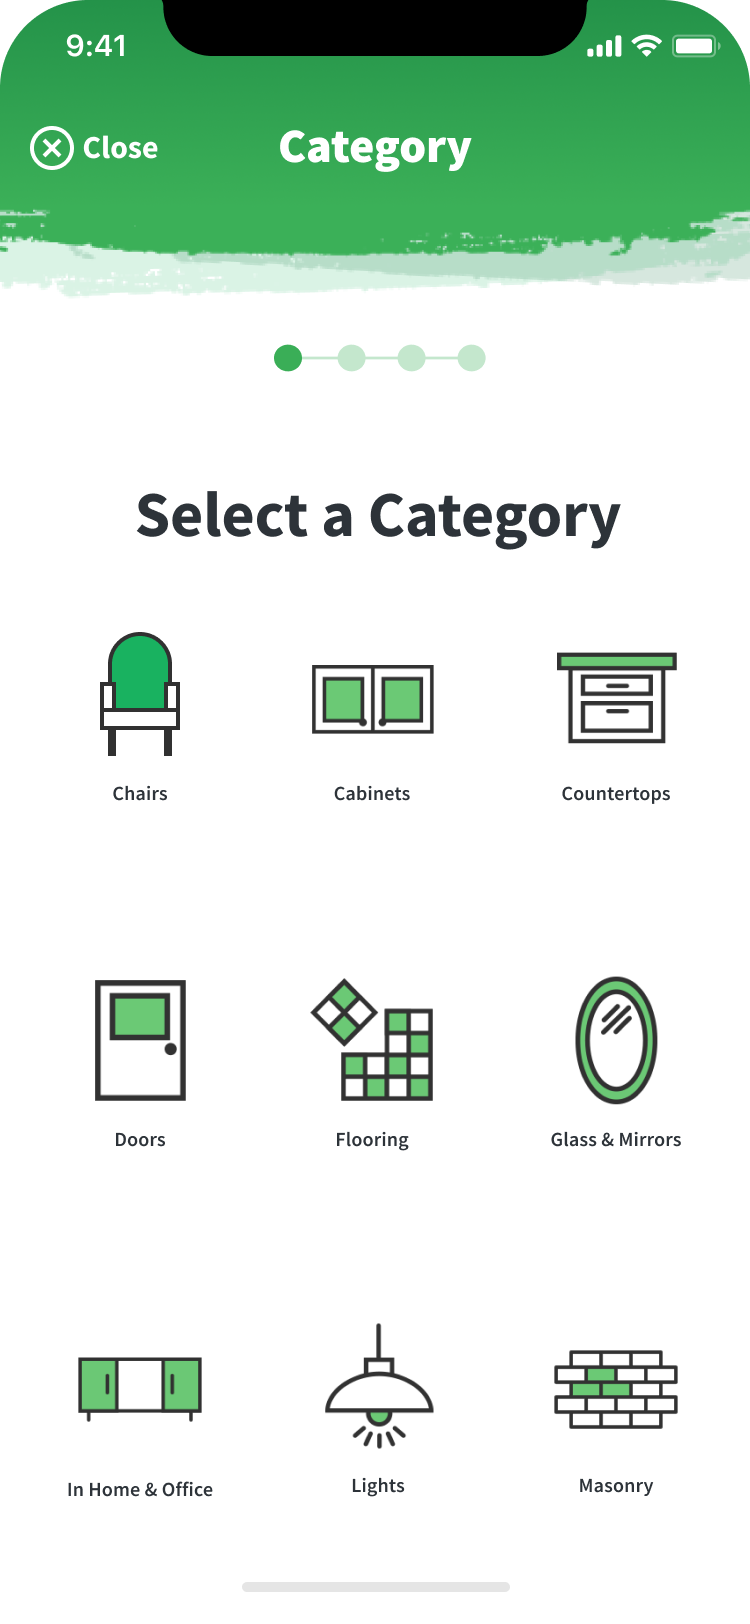 9:41
Close
Category
Select a Category
Chairs
Cabinets
Countertops
Doors
Flooring
Glass & Mirrors
In Home & Office
Lights
Masonry